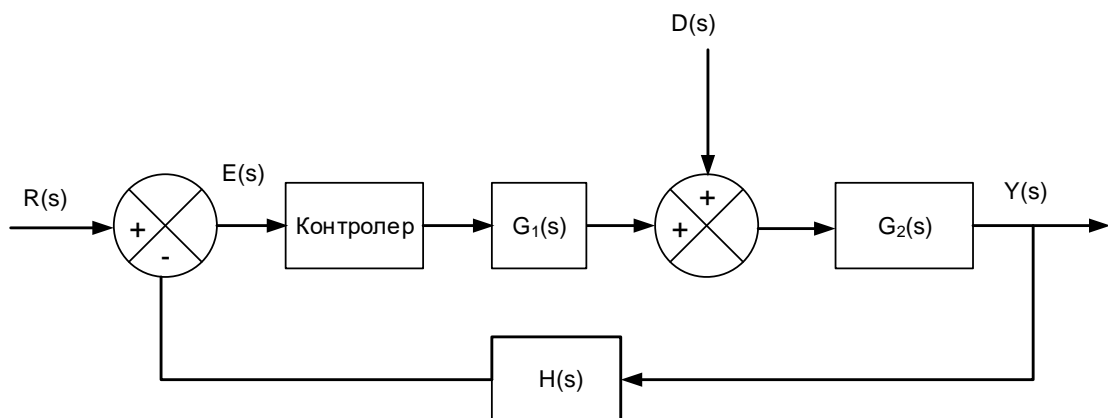 D(s)
R(s)
+
-
E(s)
Контролер
G₁(s)
+
+
G₂(s)
Y(s)
H(s)